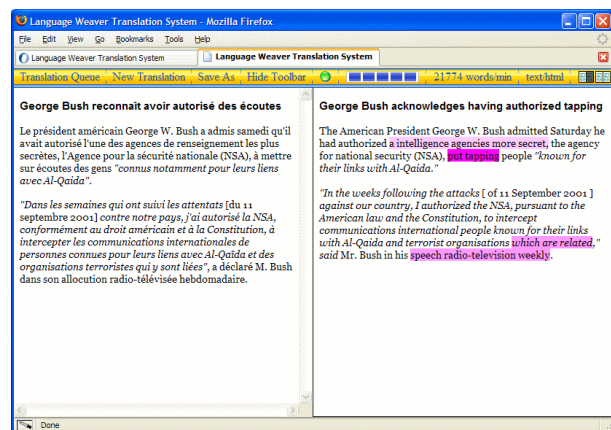 Language Weaver Translation System - Mozilla Firefox
File Edit View Go Bookmarks Tools Help
Language Weaver Translation System
Language Weaver Translation System
Translation Queue New Translation Save As Hide Toolbar 21774 words/min text/html
George Bush reconnaît avoir autorisé des écoutes
Le président américain George W. Bush a admis samedi qu'il
avait autorisé l'une des agences de renseignement les plus
secrètes, l'Agence pour la sécurité nationale (NSA), à mettre
sur écoutes des gens "connus notamment pour leurs liens
avec Al-Qaida".
"Dans les semaines qui ont suivi les attentats [du 11
septembre 2001] contre notre pays, j'ai autorisé la NSA,
conformément au droit américain et à la Constitution, à
intercepter les communications internationales de
personnes connues pour leurs liens avec Al-Qaïda et des
organisations terroristes qui y sont liées", a déclaré M. Bush
dans son allocution radio-télévisée hebdomadaire.
George Bush acknowledges having authorized tapping
The American President George W. Bush admitted Saturday he
had authorized a intelligence agencies more secret, the agency
for national security (NSA), put tapping people "known for
their links with Al-Qaida."
"In the weeks following the attacks [ of 11 September 2001 ]
against our country, I authorized the NSA, pursuant to the
American law and the Constitution, to intercept
communications international people known for their links
with Al-Qaida and terrorist organisations which are related,"
said Mr. Bush in his speech radio-television weekly.
Done